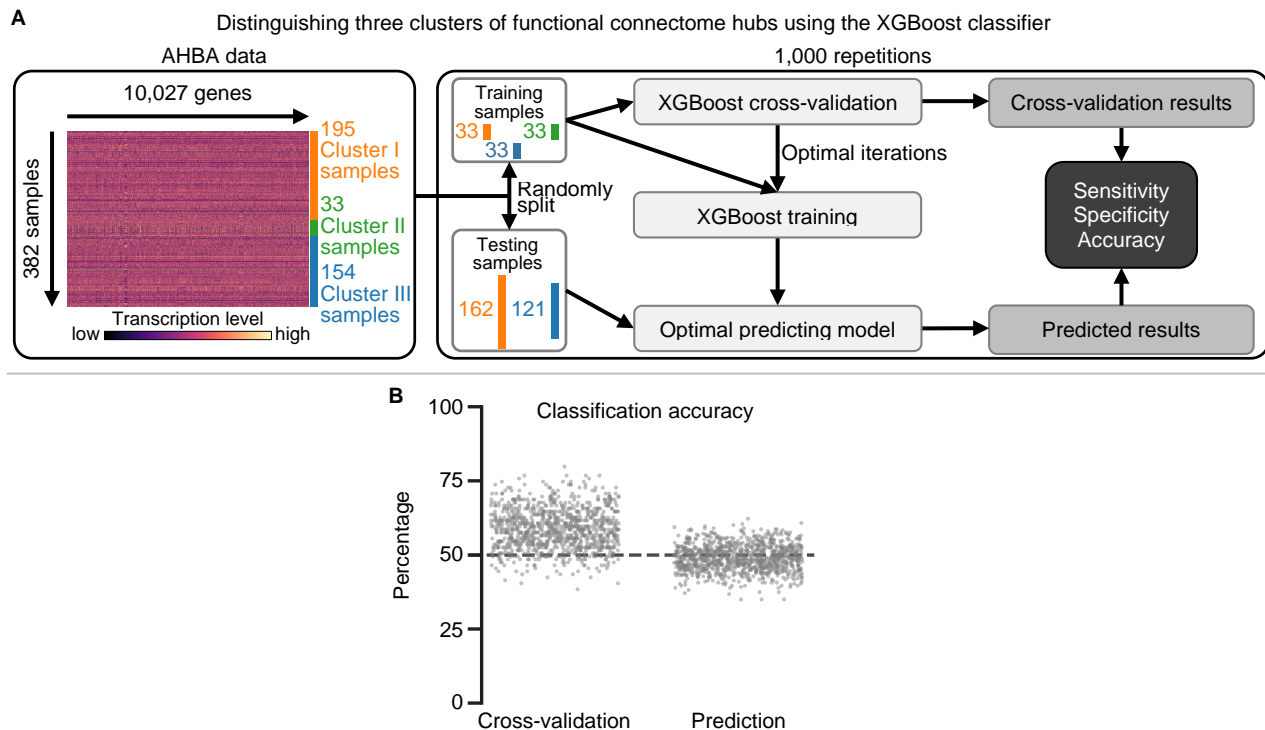 A
Distinguishing three clusters of functional connectome hubs using the XGBoost classifier
AHBA data
10,027 genes
382 samples
195
Cluster I
samples
33
Cluster II
samples
154
Cluster III
samples
Transcription level
low
high
1,000 repetitions
Training
samples
33
33
33
Randomly
split
Testing
samples
162
121
XGBoost cross-validation
Optimal iterations
XGBoost training
Optimal predicting model
Cross-validation results
Sensitivity
Specificity
Accuracy
Predicted results
B
Classification accuracy
Percentage
100
75
50
25
0
Cross-validation
Prediction